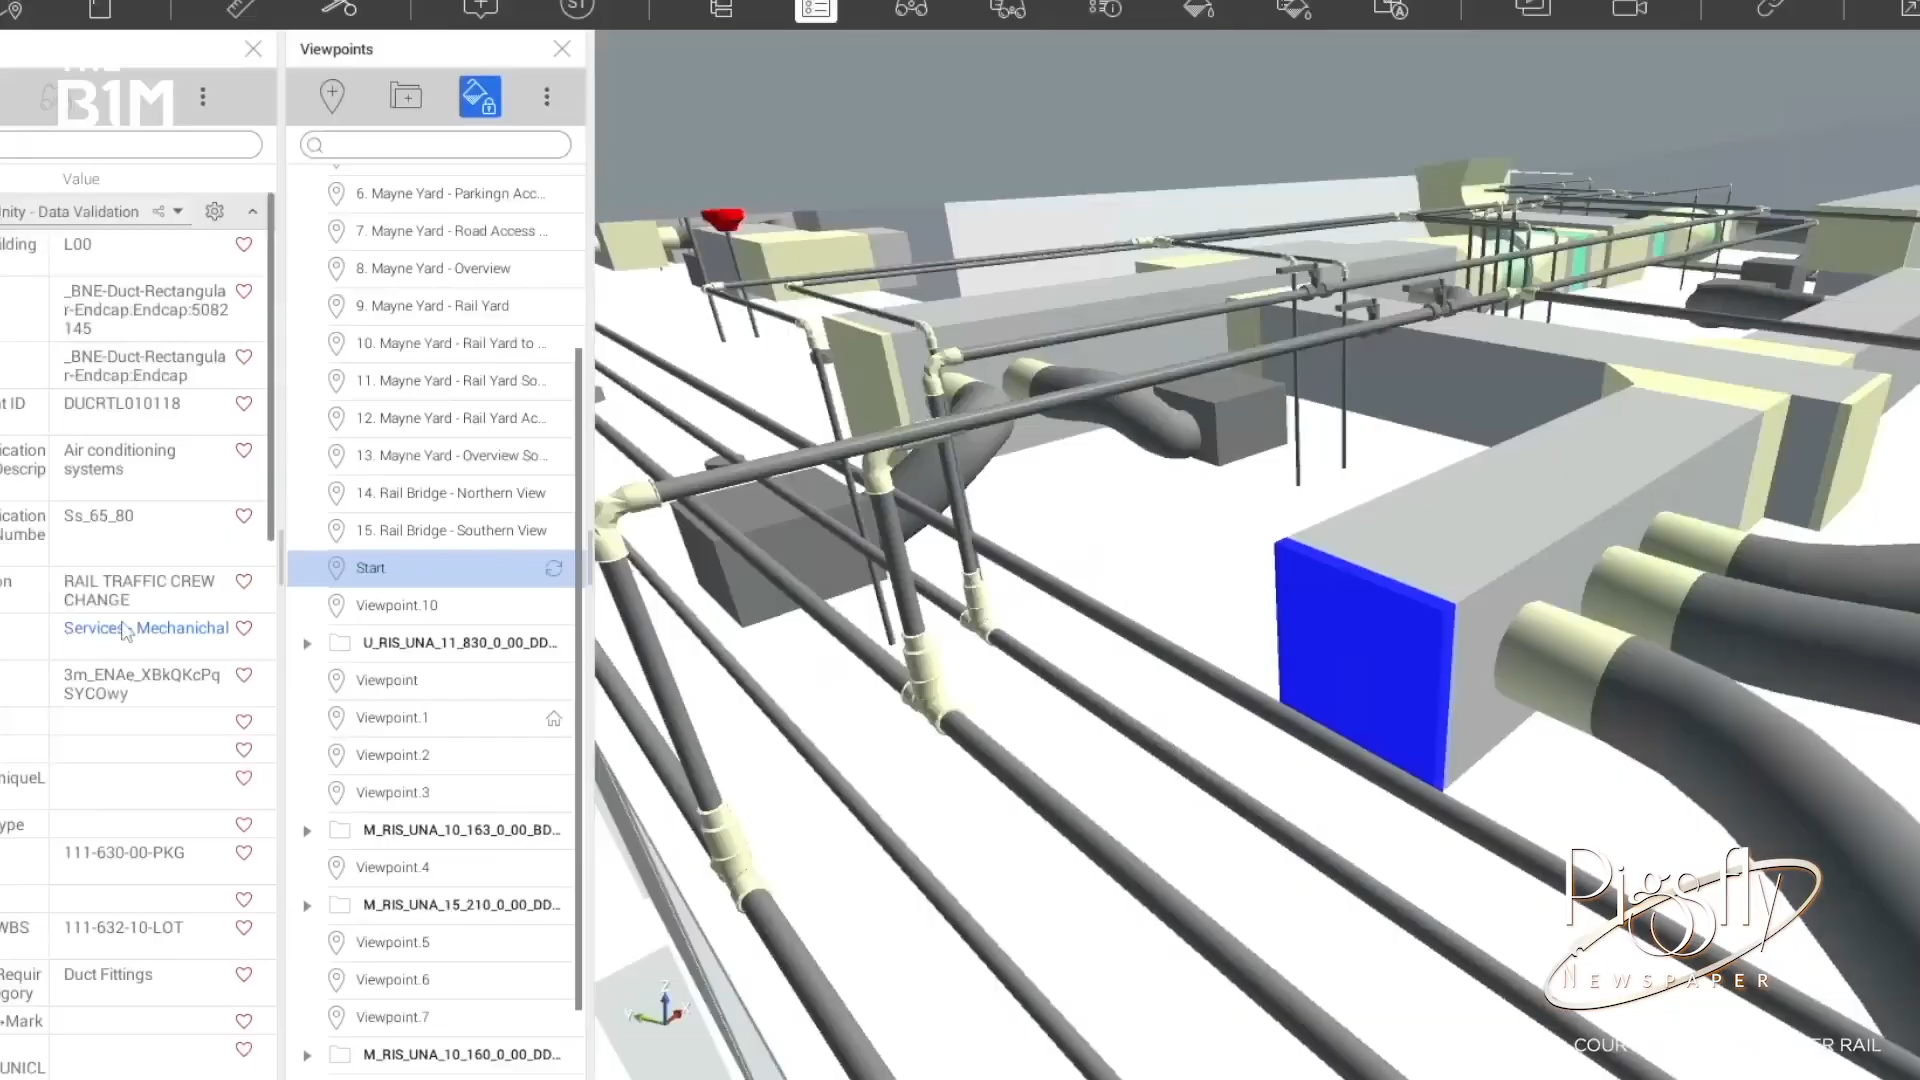 Viewpoints
B1M
Value
nity - Data Validation
ilding
L00
_BNE-Duct-Rectangula
r-Endcap:Endcap:5082
145
_BNE-Duct-Rectangula
r-Endcap:Endcap
t ID
DUCRTL010118
ication
Descrip
Air conditioning
systems
ication
Numbe
Ss_65_80
on
RAIL TRAFFIC CREW
CHANGE
Services - Mechanichal
3m_ENAe_XBkQKcPq
SYCOwy
niqueL
ype
111-630-00-PKG
WBS
111-632-10-LOT
Requir
gory
Duct Fittings
Mark
UNICL
6. Mayne Yard - Parkingn Acc...
7. Mayne Yard - Road Access ...
8. Mayne Yard - Overview
9. Mayne Yard - Rail Yard
10. Mayne Yard - Rail Yard to ...
11. Mayne Yard - Rail Yard So...
12. Mayne Yard - Rail Yard Ac...
13. Mayne Yard - Overview So...
14. Rail Bridge - Northern View
15. Rail Bridge - Southern View
Start
Viewpoint.10
U_RIS_UNA_11_830_0_00_DD...
Viewpoint
Viewpoint.1
Viewpoint.2
Viewpoint.3
M_RIS_UNA_10_163_0_00_BD...
Viewpoint.4
M_RIS_UNA_15_210_0_00_DD...
Viewpoint.5
Viewpoint.6
Viewpoint.7
M_RIS_UNA_10_160_0_00_DD...
Z
Y
X
Pigsfly
NEWSPAPER
COUR
ER RAIL